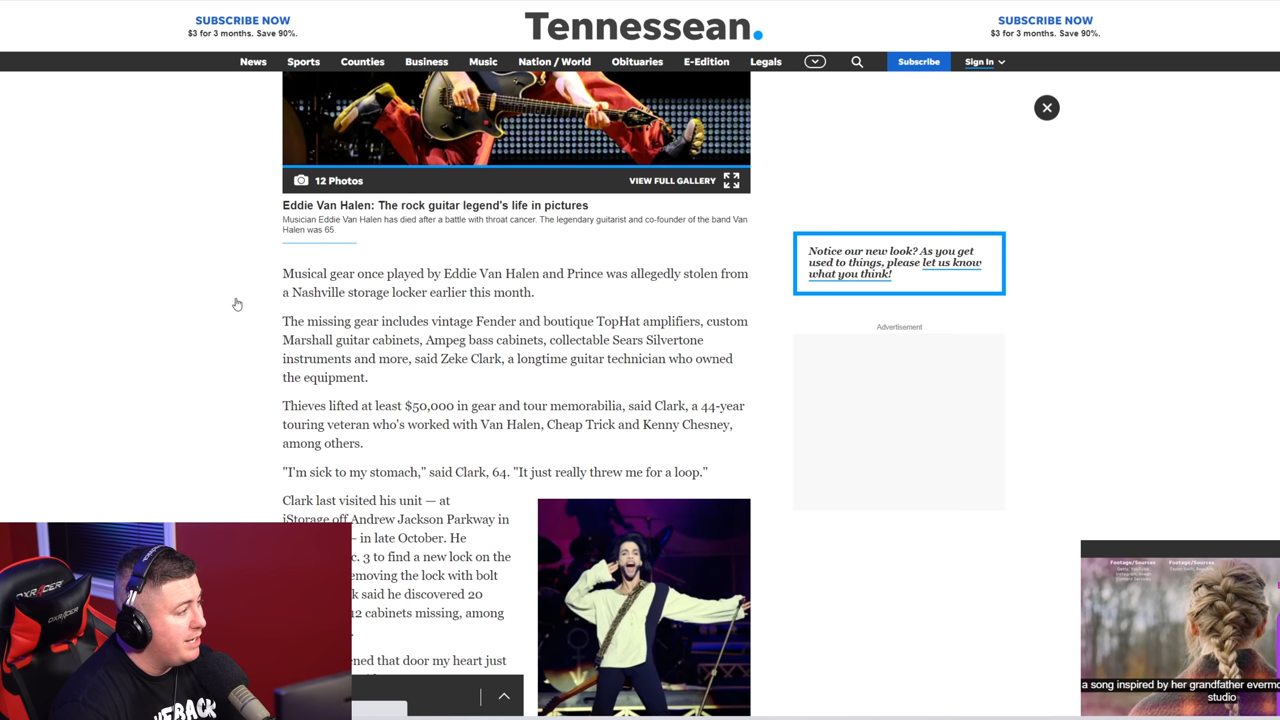 SUBSCRIBE NOW
$3 for 3 months. Save 90%.
Tennessean.
SUBSCRIBE NOW
$3 for 3 months. Save 90%.
News Sports Counties Business Music Nation / World Obituaries E-Edition Legals Subscribe Sign In
12 Photos
VIEW FULL GALLERY
Eddie Van Halen: The rock guitar legend's life in pictures
Musician Eddie Van Halen has died after a battle with throat cancer. The legendary guitarist and co-founder of the band Van
Halen was 65.
Musical gear once played by Eddie Van Halen and Prince was allegedly stolen from
a Nashville storage locker earlier this month.
The missing gear includes vintage Fender and boutique TopHat amplifiers, custom
Marshall guitar cabinets, Ampeg bass cabinets, collectable Sears Silvertone
instruments and more, said Zeke Clark, a longtime guitar technician who owned
the equipment.
Thieves lifted at least $50,000 in gear and tour memorabilia, said Clark, a 44-year
touring veteran who's worked with Van Halen, Cheap Trick and Kenny Chesney,
among others.
"I'm sick to my stomach," said Clark, 64. "It just really threw me for a loop."
Clark last visited his unit — at
iStorage off Andrew Jackson Parkway in
– in late October. He
c. 3 to find a new lock on the
emoving the lock with bolt
k said he discovered 20
12 cabinets missing, among
ened that door my heart just
Notice our new look? As you get
used to things, please let us know
what you think!
Advertisement
DXRACER
DXRACER
Footage/Sources
Footage/Sources
a song inspired by her grandfather evermo
studio